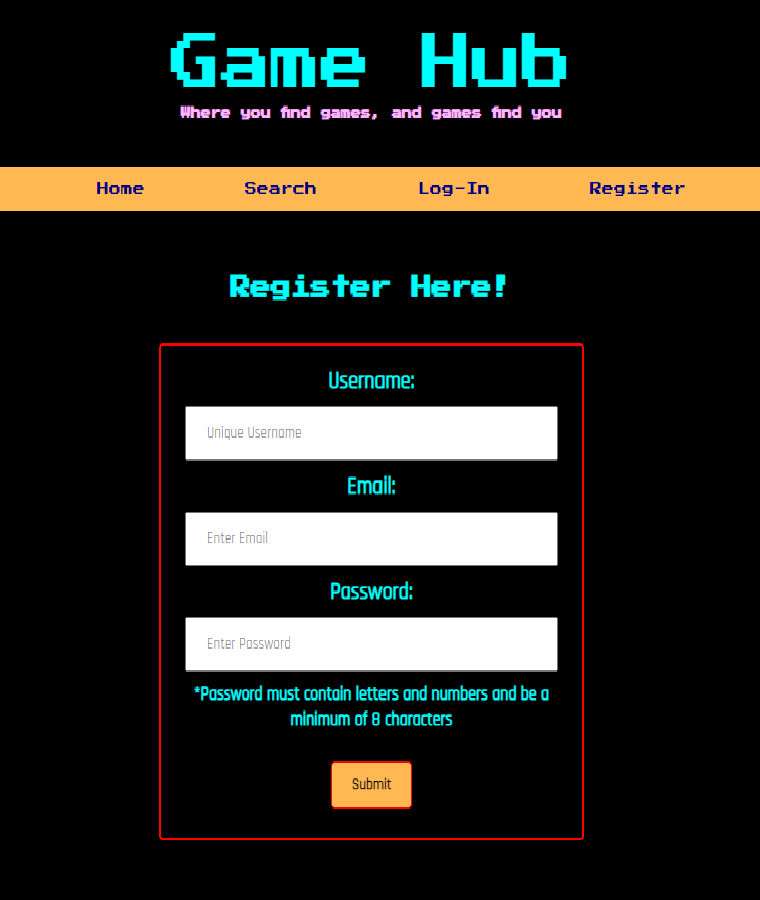 Game Hub
Where you find games, and games find you
Home Search Log-In Register
Register Here!
Username:
Unique Username
Email:
Enter Email
Password:
Enter Password
*Password must contain letters and numbers and be a
minimum of 8 characters
Submit